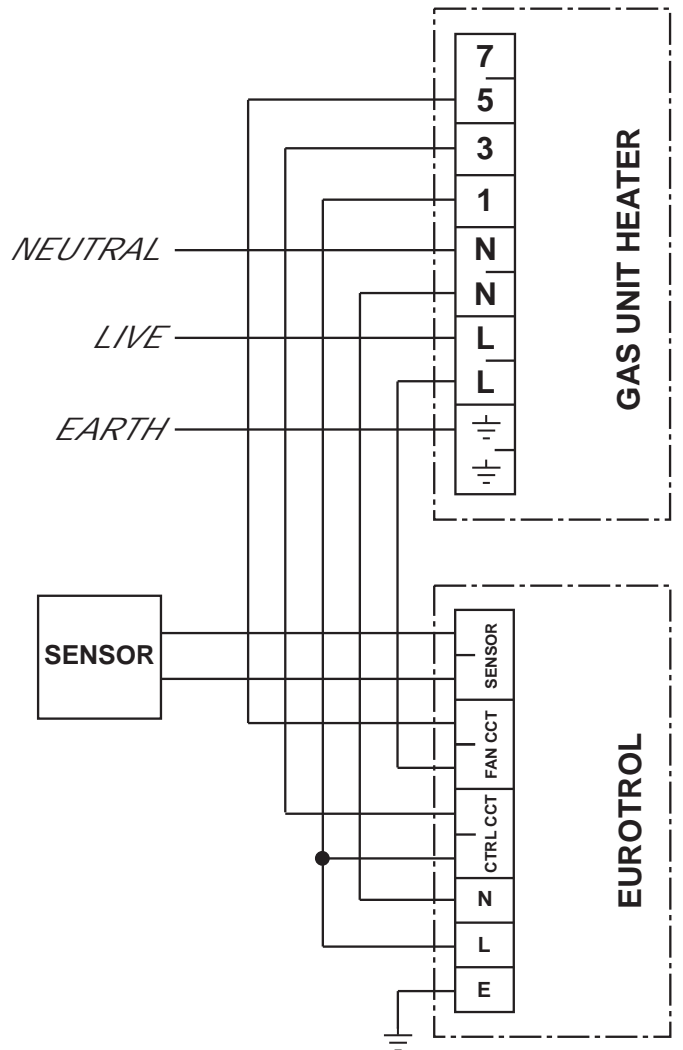 7
5
3
1
NEUTRAL
N
N
LIVE
L
L
EARTH
GAS UNIT HEATER
SENSOR
SENSOR
FAN CCT
CTRL CCT
N
L
E
EUROTROL